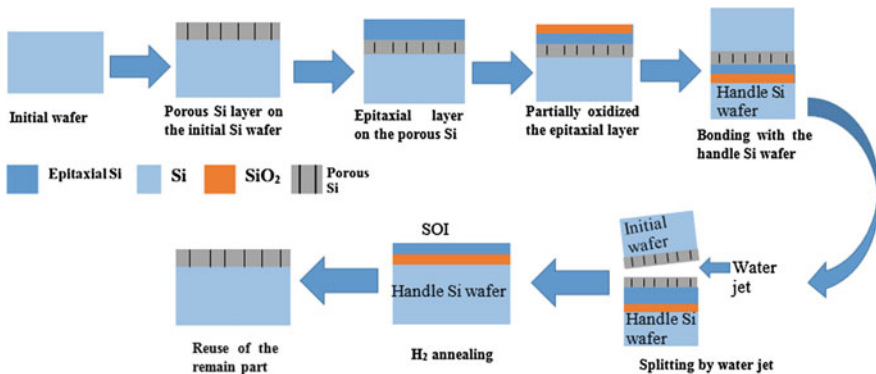 Initial wafer
Porous Si layer on
the initial Si wafer
Epitaxial layer
on the porous Si
Partially oxidized
the epitaxial layer
Handle Si
wafer
Bonding with the
handle Si wafer
Epitaxial Si
Si
SiO₂
Porous
Si
Initial
wafer
Water
jet
Handle Si
wafer
Splitting by water jet
SOI
Handle Si wafer
H₂ annealing
Reuse of the
remain part